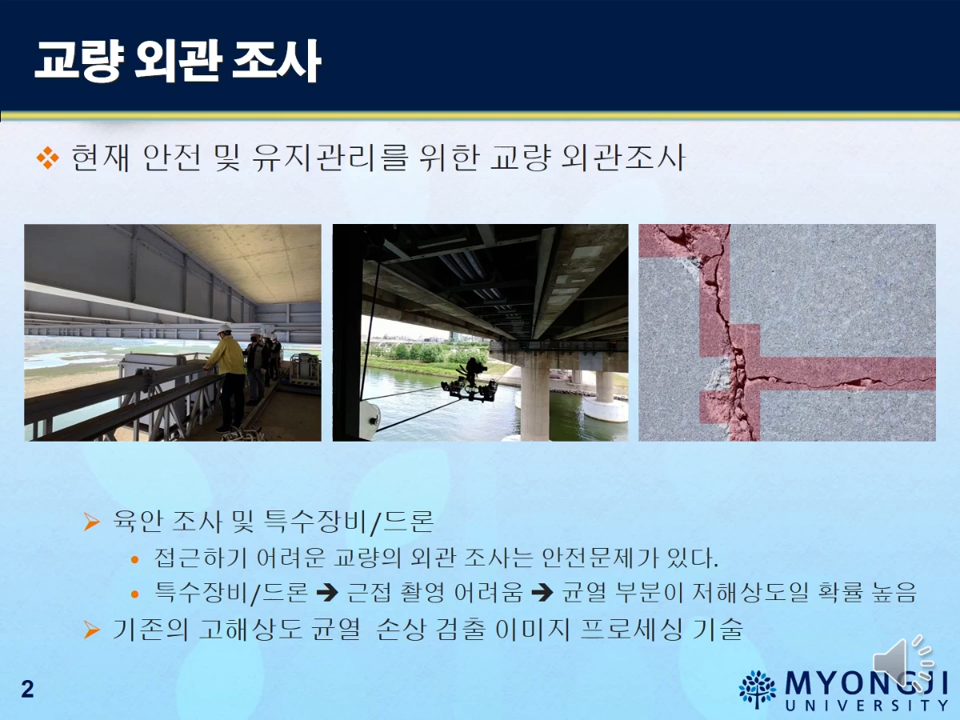 교량 외관 조사
현재 안전 및 유지관리를 위한 교량 외관조사
육안 조사 및 특수장비/드론
접근하기 어려운 교량의 외관 조사는 안전문제가 있다.
특수장비/드론 → 근접 촬영 어려움 → 균열 부분이 저해상도일 확률 높음
기존의 고해상도 균열 손상 검출 이미지 프로세싱 기술
2
MYONGJI
UNIVERSITY